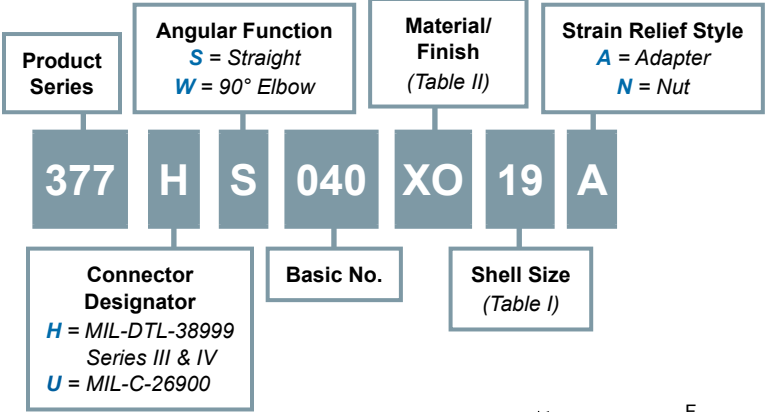 Product
Series
Angular Function
S = Straight
W = 90° Elbow
Material/
Finish
(Table II)
Strain Relief Style
A = Adapter
N = Nut
377 H S 040 XO 19 A
Connector
Designator
H = MIL-DTL-38999
Series III & IV
U = MIL-C-26900
Basic No.
Shell Size
(Table I)